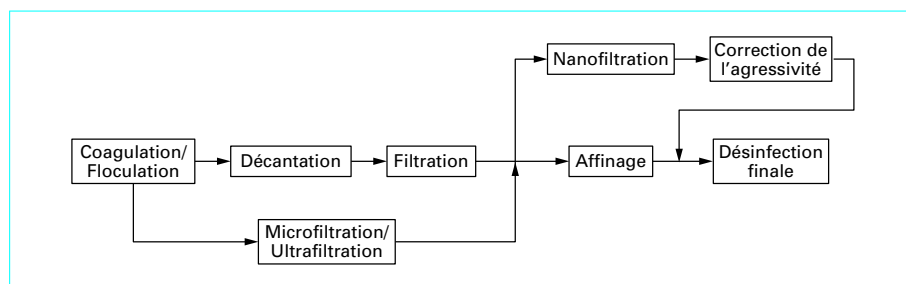 Nanofiltration
Correction de
l'agressivité
Coagulation/
Floculation
Décantation
Filtration
Affinage
Désinfection
finale
Microfiltration/
Ultrafiltration